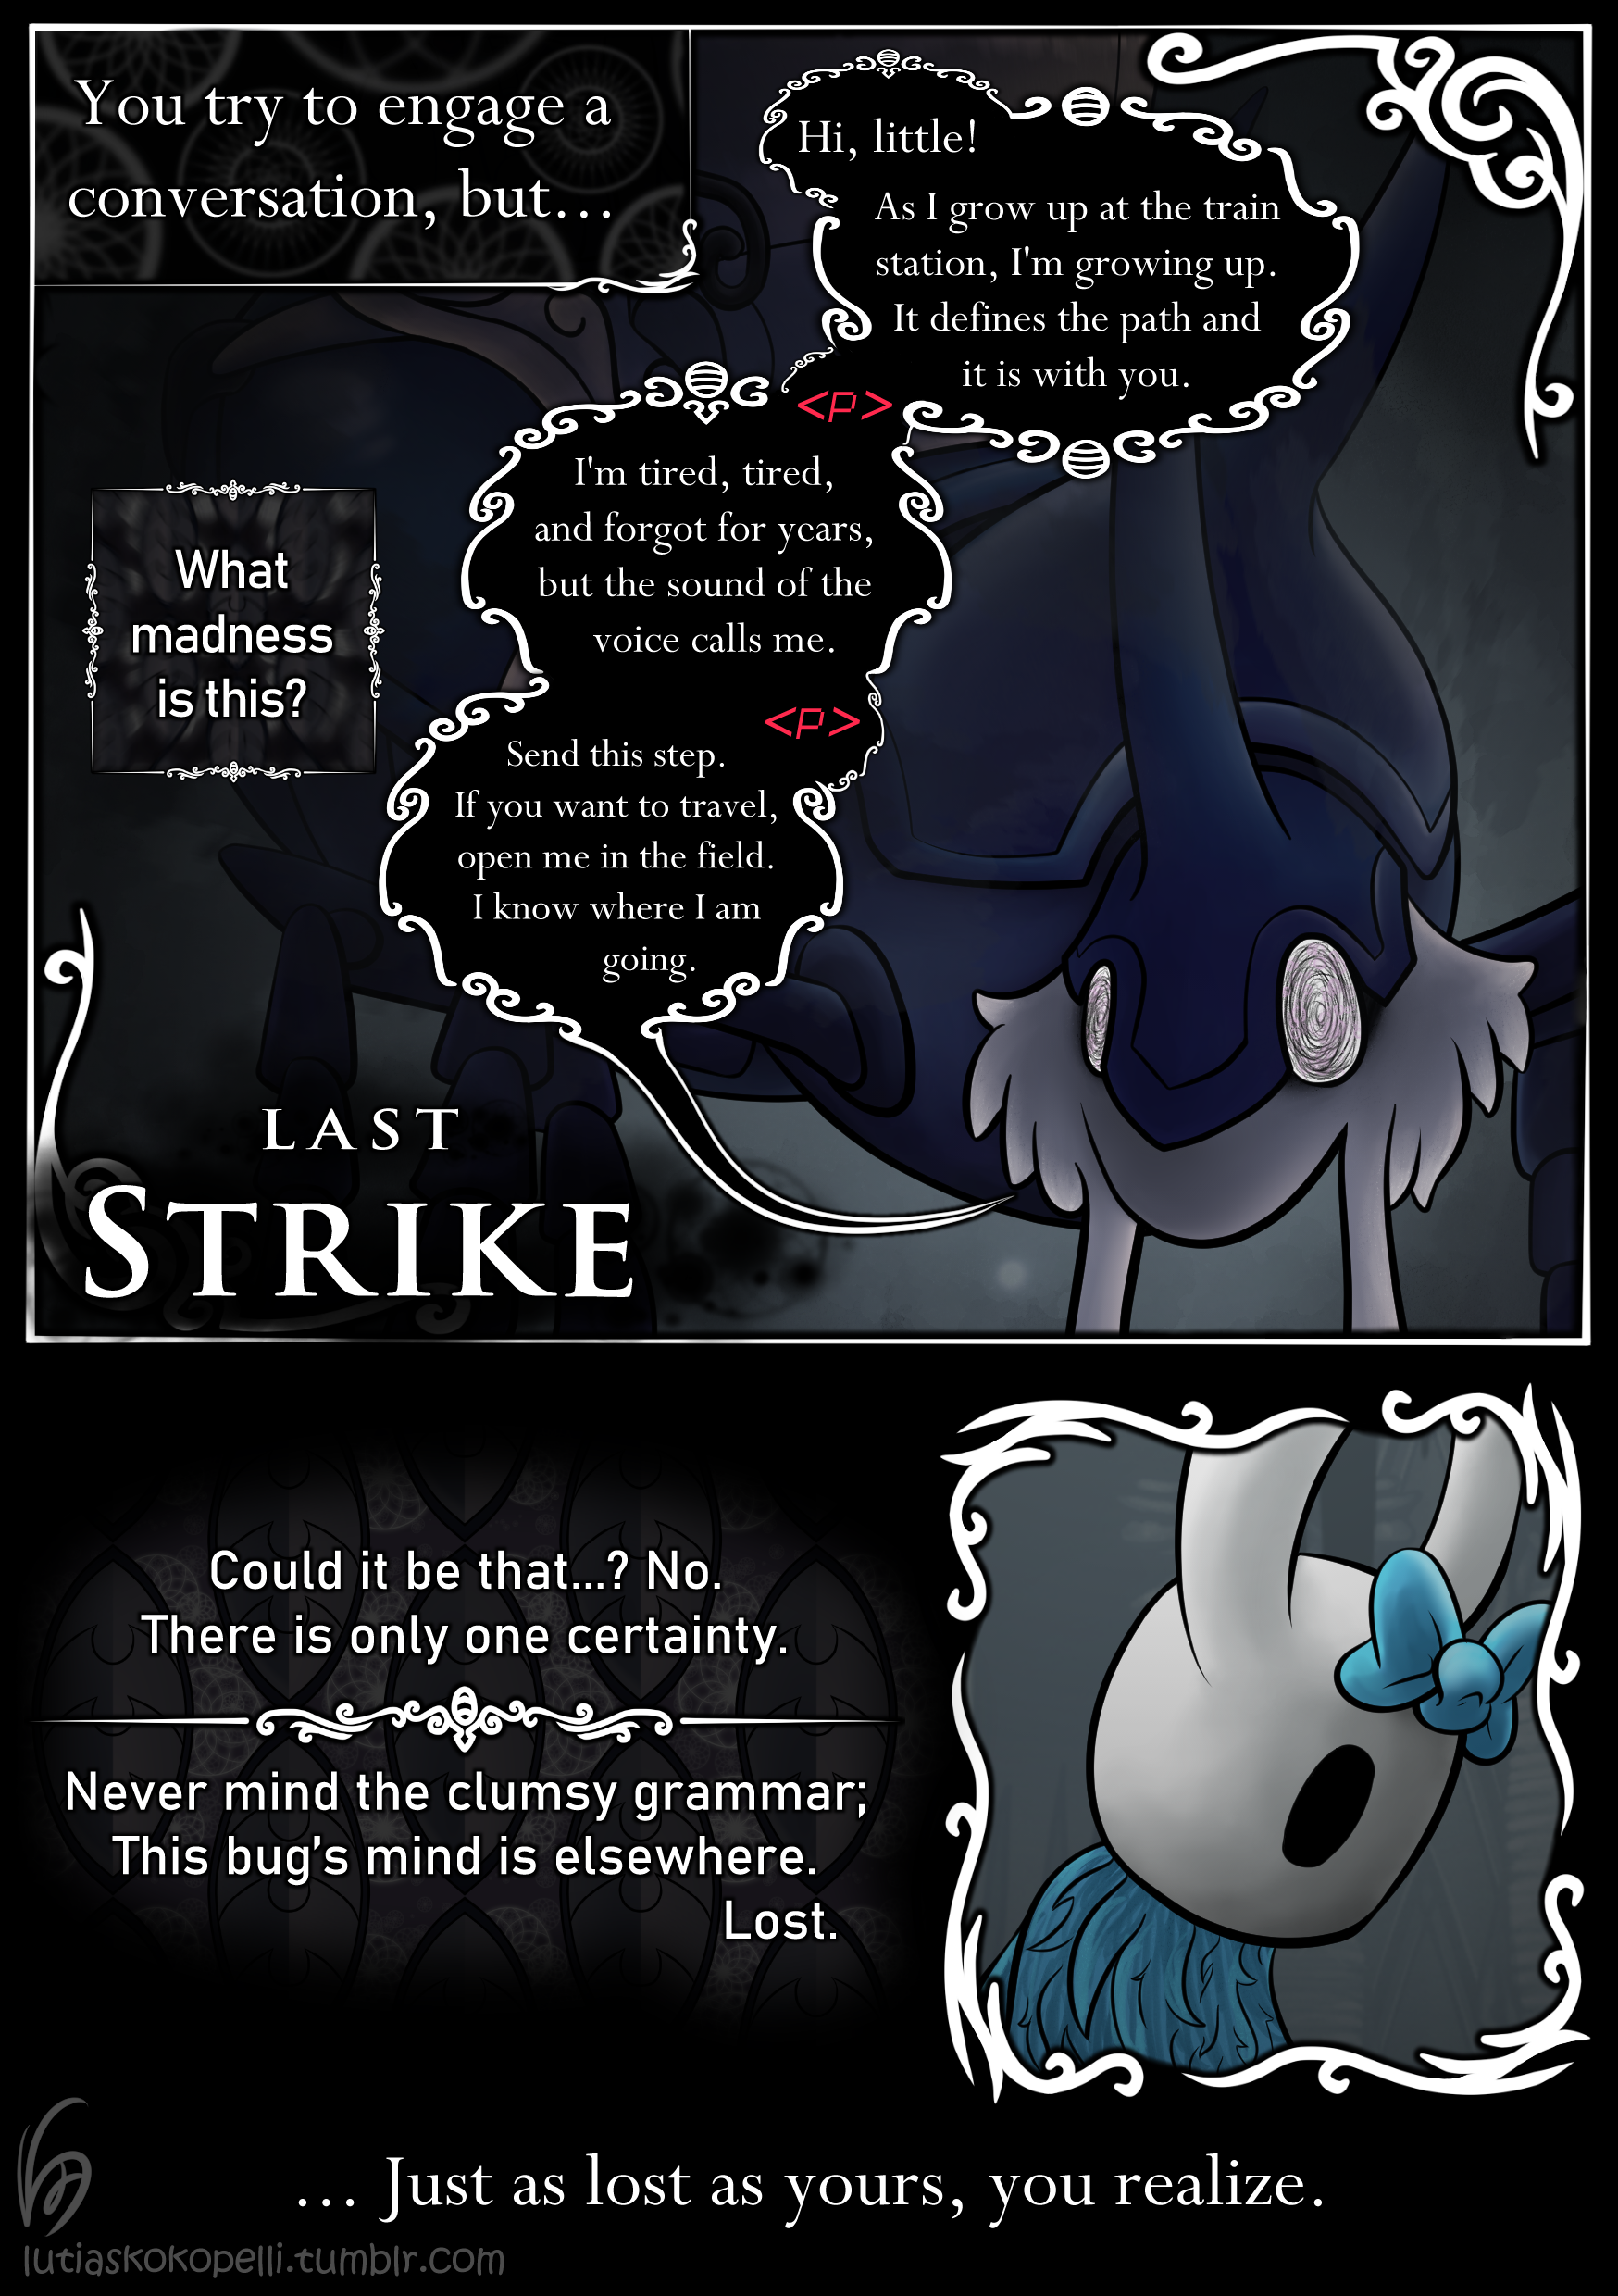 You try to engage a
conversation, but...
Hi, little!
As I grow up at the train
station, I'm growing up.
It defines the path and
it is with you.
<p>
I'm tired, tired,
and forgot for years,
but the sound of the
voice calls me.
<p>
Send this step.
If you want to travel,
open me in the field.
I know where I am
going.
What
madness
is this?
LAST
STRIKE
Could it be that...? No.
There is only one certainty.
Never mind the clumsy grammar;
This bug’s mind is elsewhere.
Lost.
... Just as lost as yours, you realize.
lutiaskokopelli.tumblr.com